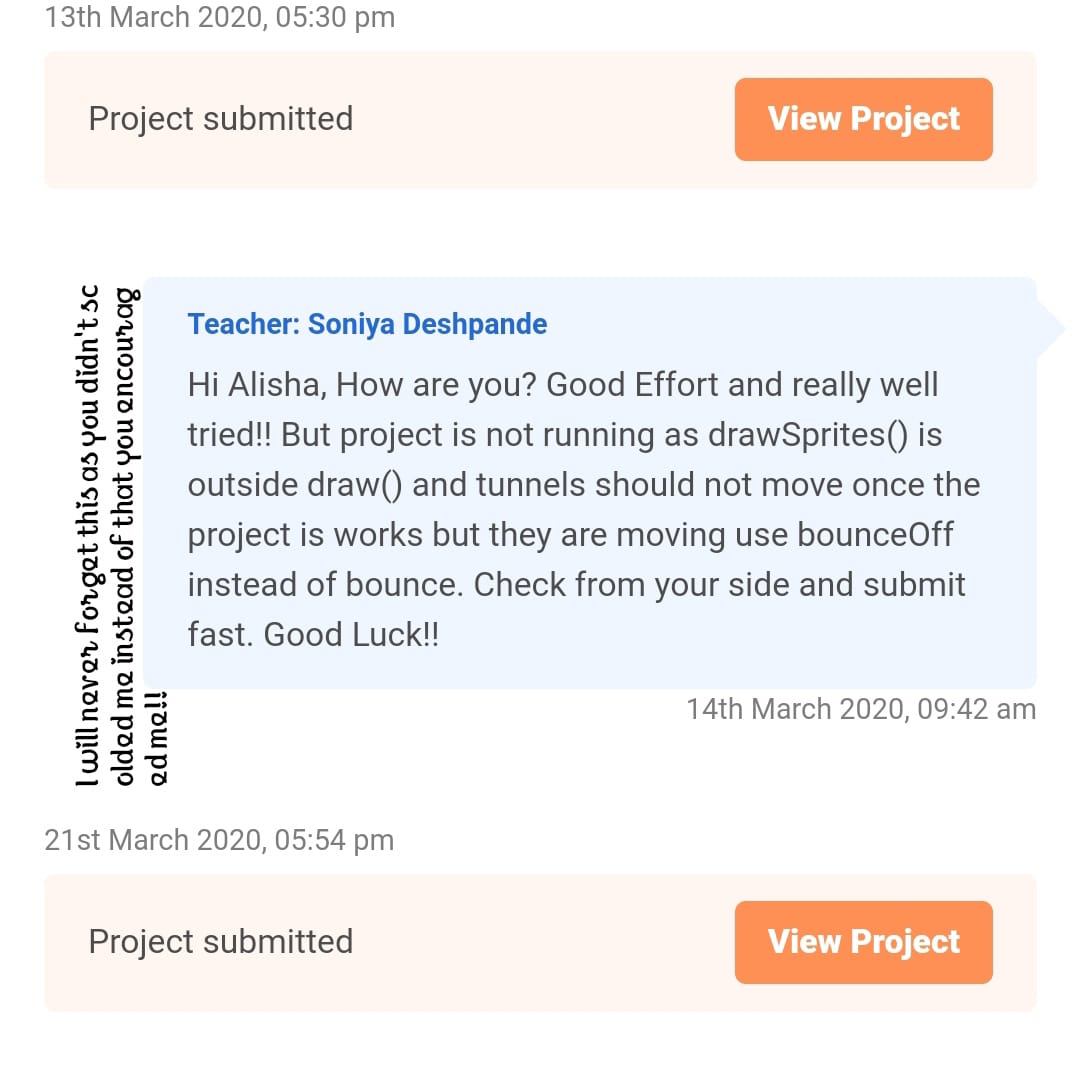 13th March 2020, 05:30 pm
Project submitted
View Project
I will never forget this as you didn't sc
olded me instead of that you encourag
ed me!!
Teacher: Soniya Deshpande
Hi Alisha, How are you? Good Effort and really well
tried!! But project is not running as drawSprites() is
outside draw() and tunnels should not move once the
project is works but they are moving use bounceOff
instead of bounce. Check from your side and submit
fast. Good Luck!!
14th March 2020, 09:42 am
21st March 2020, 05:54 pm
Project submitted
View Project